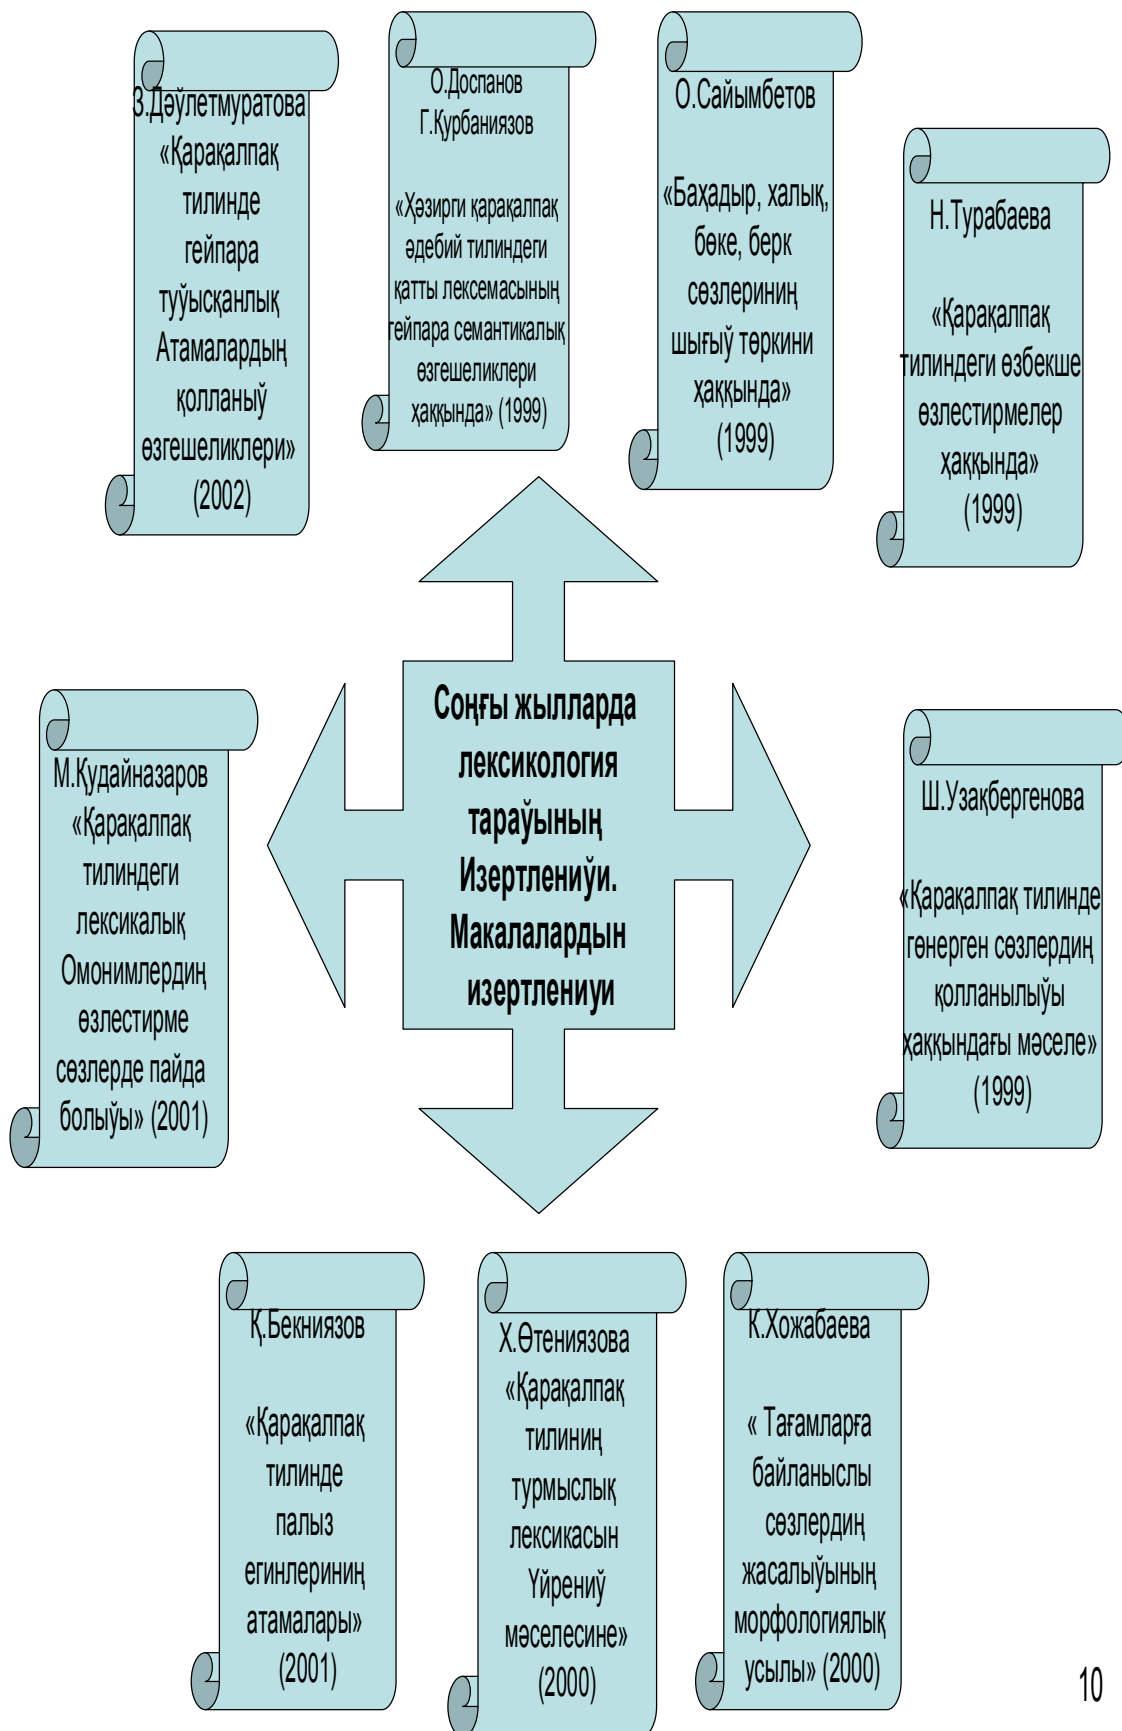 З.Дәўлетмуратова
«Қарақалпақ
тилинде
гейпара
туўысқанлық
Атамалардың
қолланыў
өзгешеликлери»
(2002)
О.Доспанов
Г.Қурбаниязов
«Ҳәзирги қарақалпақ
әдебий тилиндеги
қатты лексемасының
гейпара семантикалық
өзгешеликлери
ҳаққында» (1999)
О.Сайымбетов
«Баҳадыр, халық,
бөке, берк
сөзлериниң
шығыў төркини
ҳаққында»
(1999)
Н.Турабаева
«Қарақалпақ
тилиндеги өзбекше
өзлестирмелер
ҳаққында»
(1999)
Соңғы жылларда
лексикология
тараўының
Изертлениўи.
Макалалардын
изертлениуи
М.Қудайназаров
«Қарақалпақ
тилиндеги
лексикалық
Омонимлердиң
өзлестирме
сөзлерде пайда
болыўы» (2001)
Ш.Узақбергенова
«Қарақалпақ тилинде
гөнерген сөзлердиң
қолланылыўы
ҳаққындағы мәселе»
(1999)
Қ.Бекниязов
«Қарақалпақ
тилинде
палыз
егинлериниң
атамалары»
(2001)
Х.Өтениязова
«Қарақалпақ
тилиниң
турмыслық
лексикасын
Үйрениў
мәселесине»
(2000)
К.Хожабаева
« Тағамларға
байланыслы
сөзлердиң
жасалыўының
морфологиялық
усылы» (2000)
10